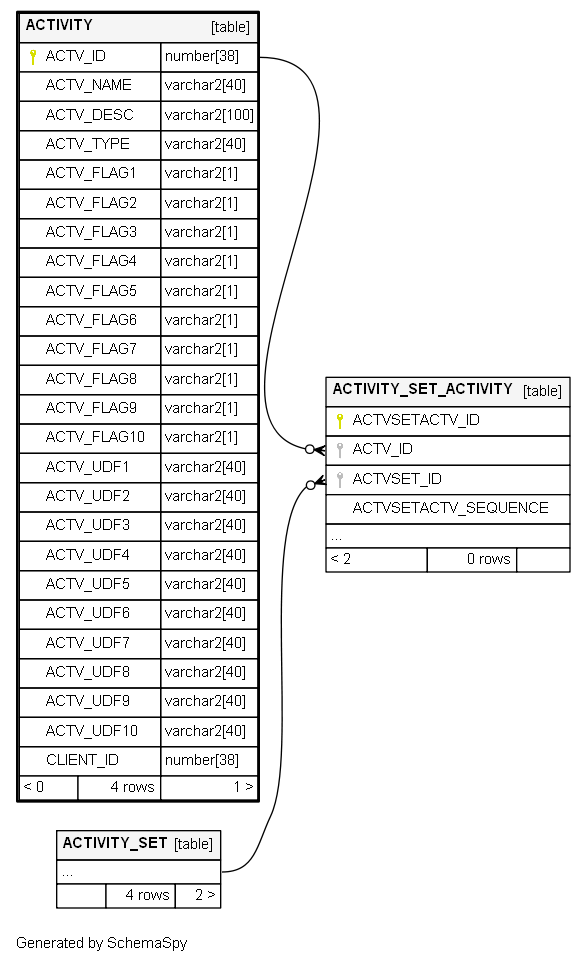 ACTIVITY [table]
ACTV_ID number[38]
ACTV_NAME varchar2[40]
ACTV_DESC varchar2[100]
ACTV_TYPE varchar2[40]
ACTV_FLAG1 varchar2[1]
ACTV_FLAG2 varchar2[1]
ACTV_FLAG3 varchar2[1]
ACTV_FLAG4 varchar2[1]
ACTV_FLAG5 varchar2[1]
ACTV_FLAG6 varchar2[1]
ACTV_FLAG7 varchar2[1]
ACTV_FLAG8 varchar2[1]
ACTV_FLAG9 varchar2[1]
ACTV_FLAG10 varchar2[1]
ACTV_UDF1 varchar2[40]
ACTV_UDF2 varchar2[40]
ACTV_UDF3 varchar2[40]
ACTV_UDF4 varchar2[40]
ACTV_UDF5 varchar2[40]
ACTV_UDF6 varchar2[40]
ACTV_UDF7 varchar2[40]
ACTV_UDF8 varchar2[40]
ACTV_UDF9 varchar2[40]
ACTV_UDF10 varchar2[40]
CLIENT_ID number[38]
< 0 4 rows 1 >
ACTIVITY_SET_ACTIVITY [table]
ACTVSETACTV_ID
ACTV_ID
ACTVSET_ID
ACTVSETACTV_SEQUENCE
...
< 2 0 rows
ACTIVITY_SET [table]
...
4 rows 2 >
Generated by SchemaSpy